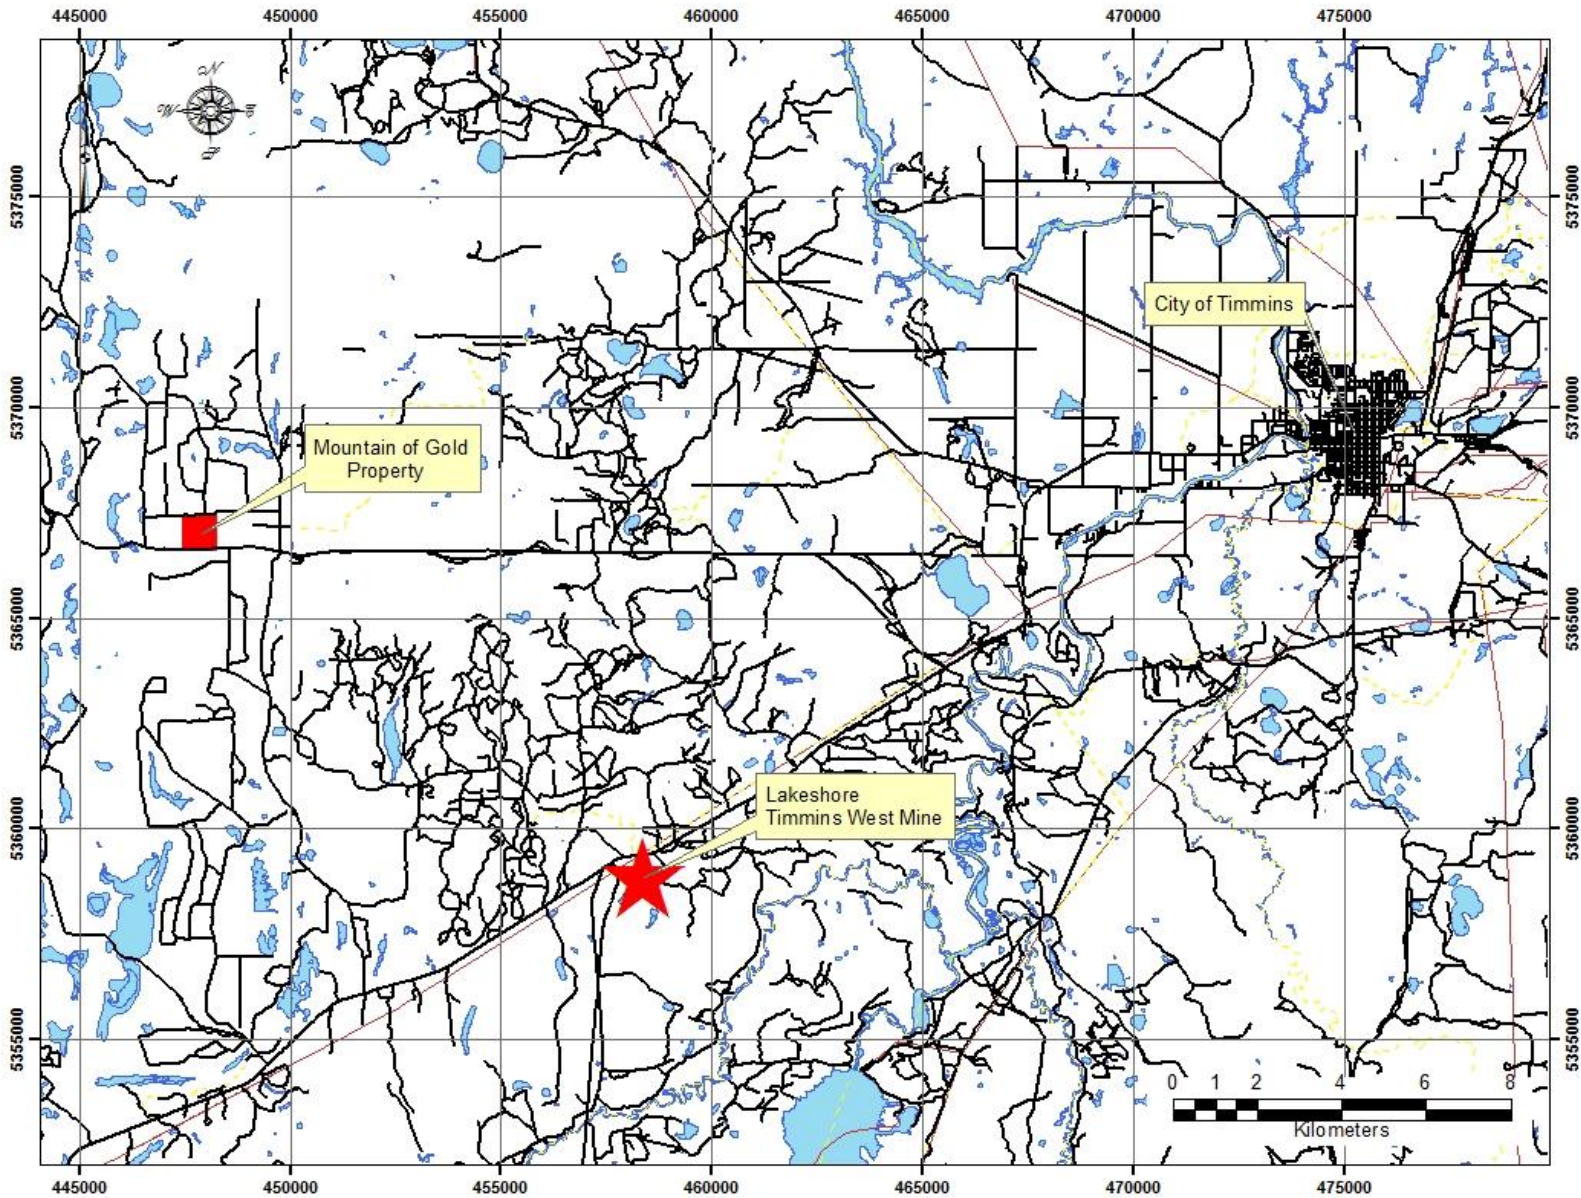 445000 450000 455000 460000 465000 470000 475000
N
W E
S
5375000 5375000
City of Timmins
5370000 5370000
Mountain of Gold
Property
5365000 5365000
Lakeshore
Timmins West Mine
5360000 5360000
5355000 5355000
0 1 2 4 6 8
Kilometers
445000 450000 455000 460000 465000 470000 475000